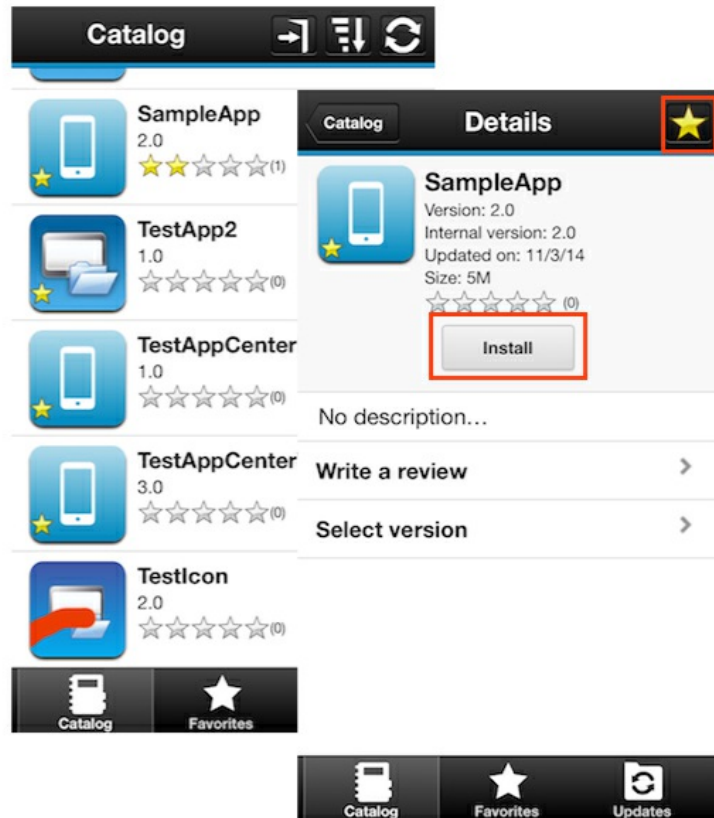 Catalog
SampleApp
2.0
(1)
TestApp2
1.0
(0)
TestAppCenter
1.0
(0)
TestAppCenter
3.0
(0)
TestIcon
2.0
(0)
Catalog
Favorites
Catalog
Details
SampleApp
Version: 2.0
Internal version: 2.0
Updated on: 11/3/14
Size: 5M
(0)
Install
No description...
Write a review
Select version
Catalog
Favorites
Updates